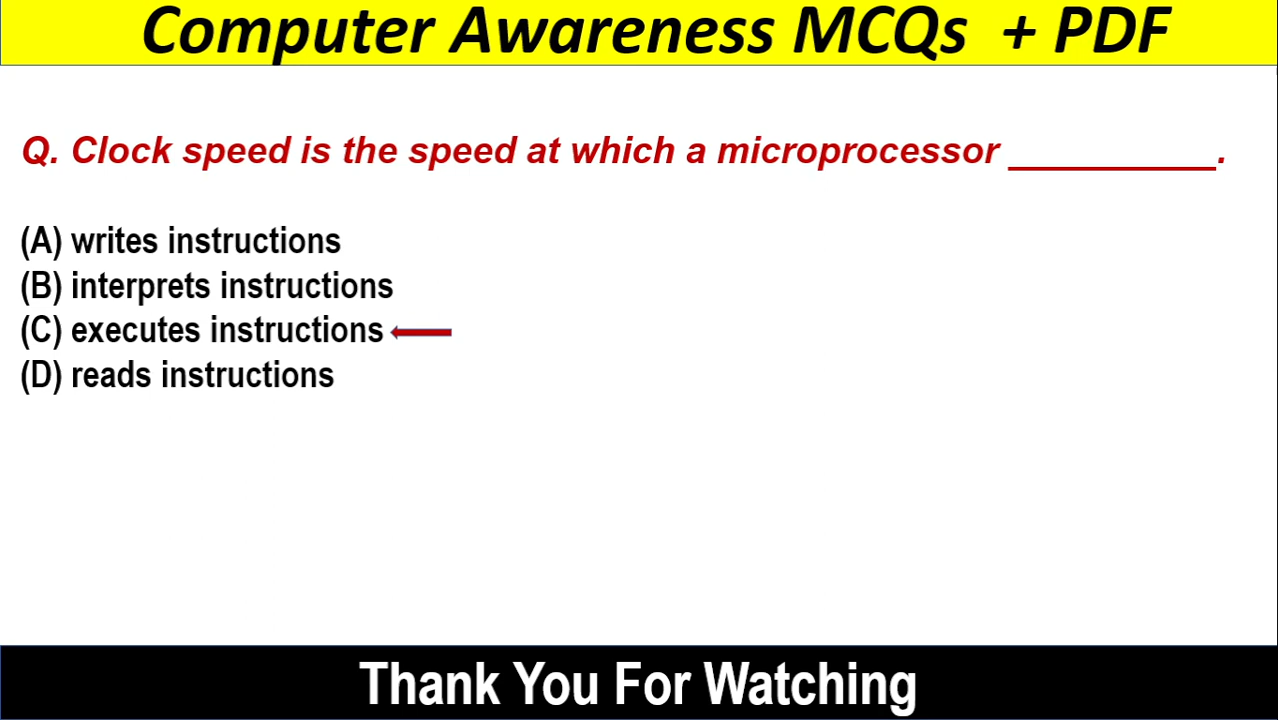 Computer Awareness MCQs + PDF
Q. Clock speed is the speed at which a microprocessor __________.
(A) writes instructions
(B) interprets instructions
(C) executes instructions
(D) reads instructions
Thank You For Watching